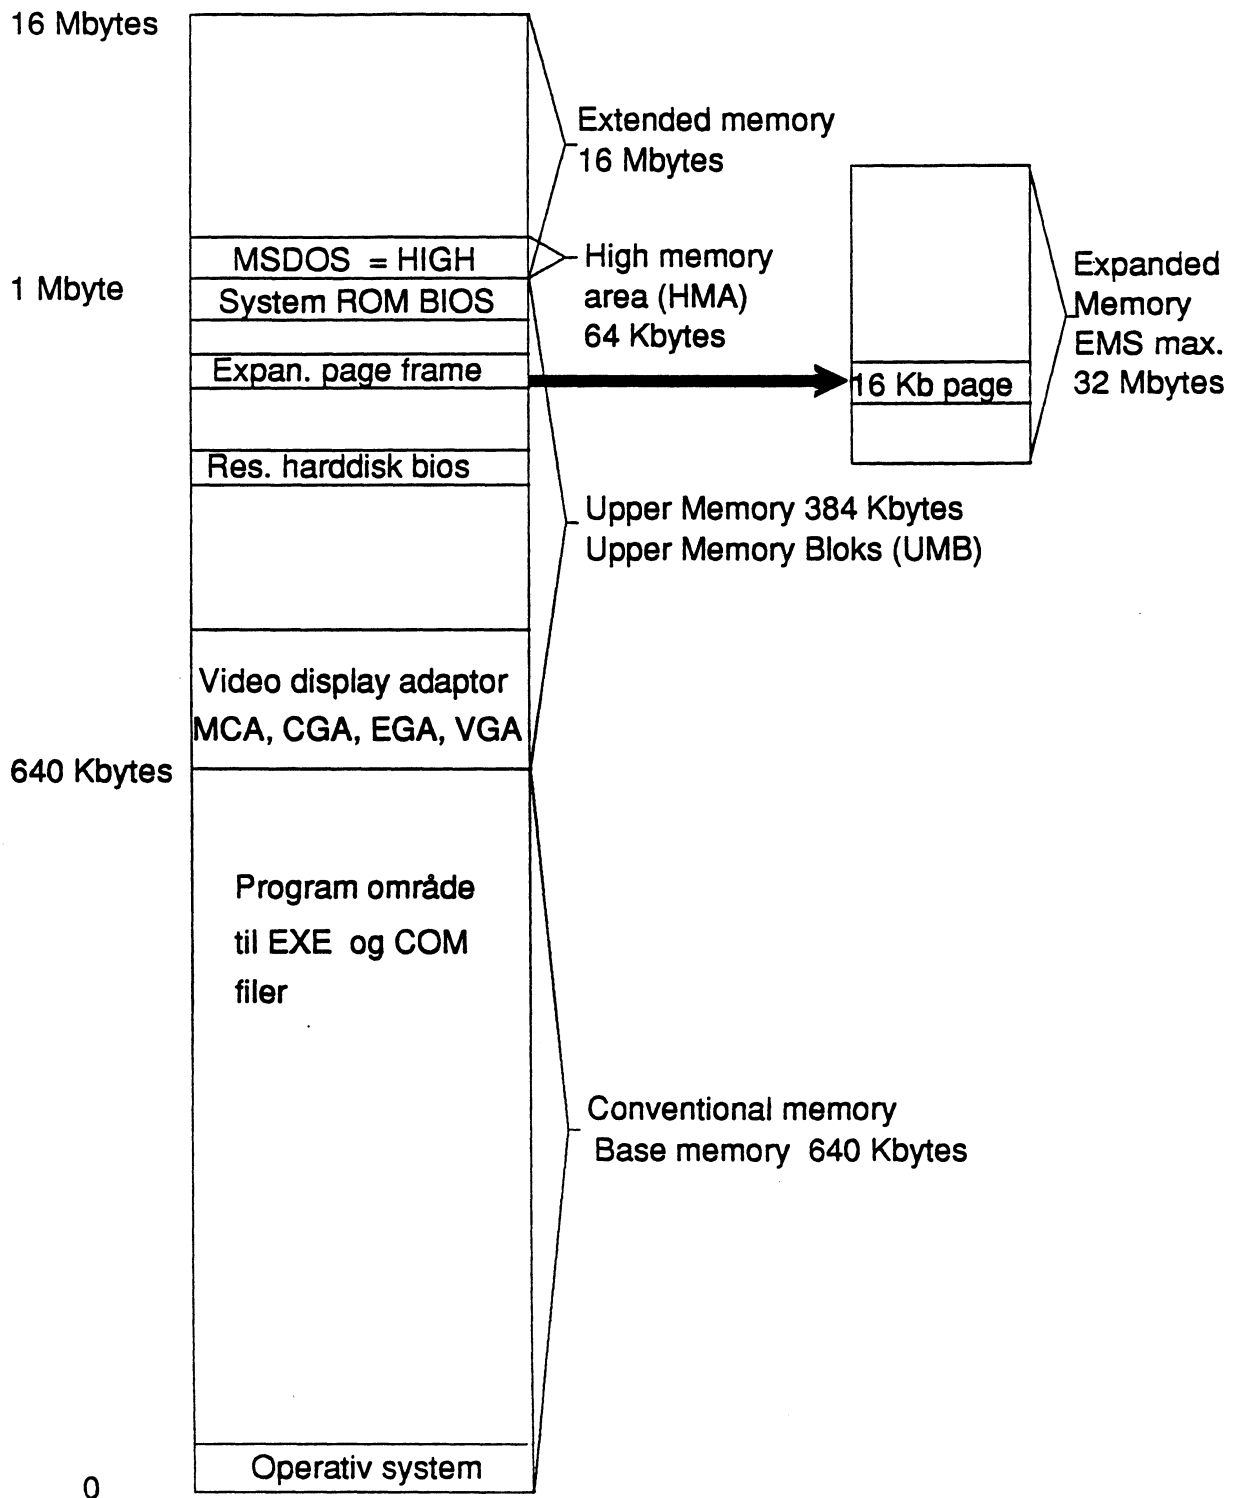 16 Mbytes
Extended memory
16 Mbytes
MSDOS = HIGH
1 Mbyte
System ROM BIOS
High memory
area (HMA)
64 Kbytes
Expan. page frame
16 Kb page
Expanded
Memory
EMS max.
32 Mbytes
Res. harddisk bios
Upper Memory 384 Kbytes
Upper Memory Bloks (UMB)
Video display adaptor
MCA, CGA, EGA, VGA
640 Kbytes
Program område
til EXE og COM
filer
Conventional memory
Base memory 640 Kbytes
Operativ system
0